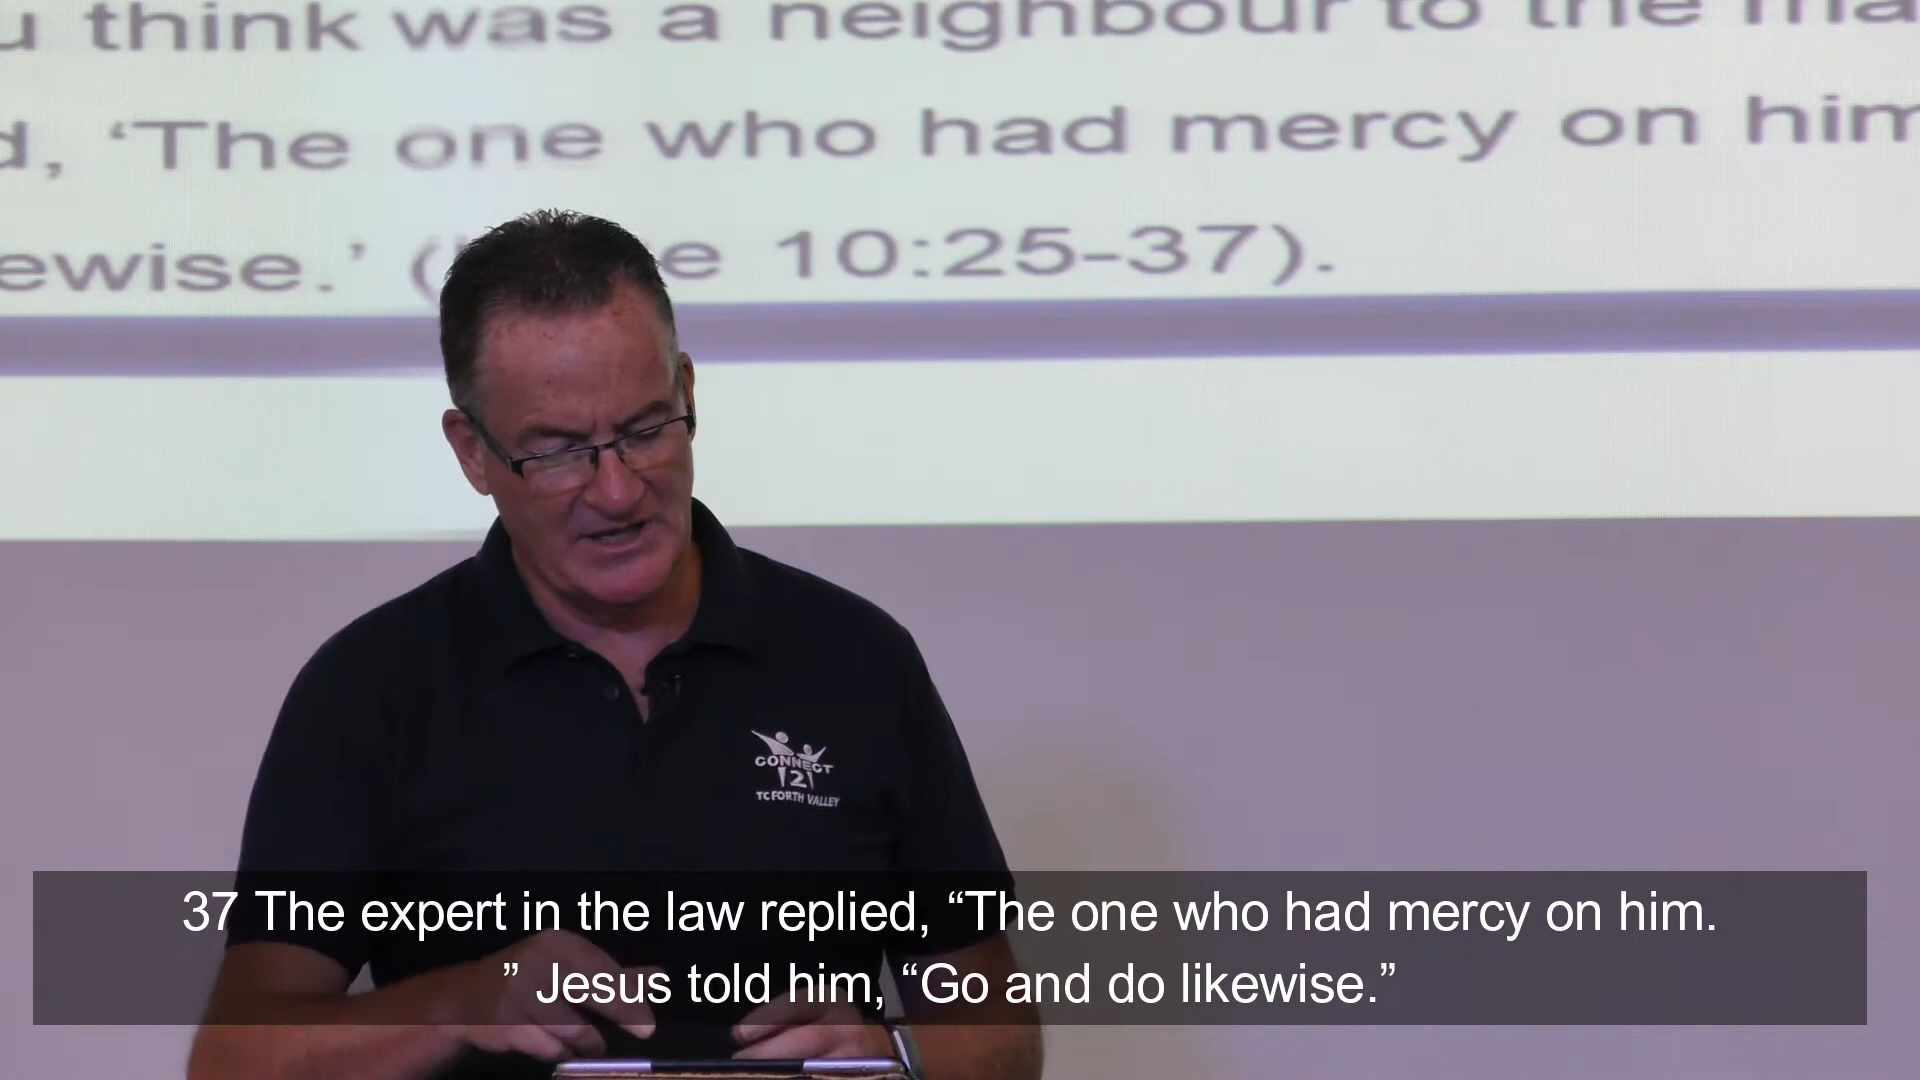 think was a neighbour to the
‘The one who had mercy on him
10:25-37).
CONNECT
2
TC FORTH VALLEY
37 The expert in the law replied, “The one who had mercy on him.
” Jesus told him, “Go and do likewise.”